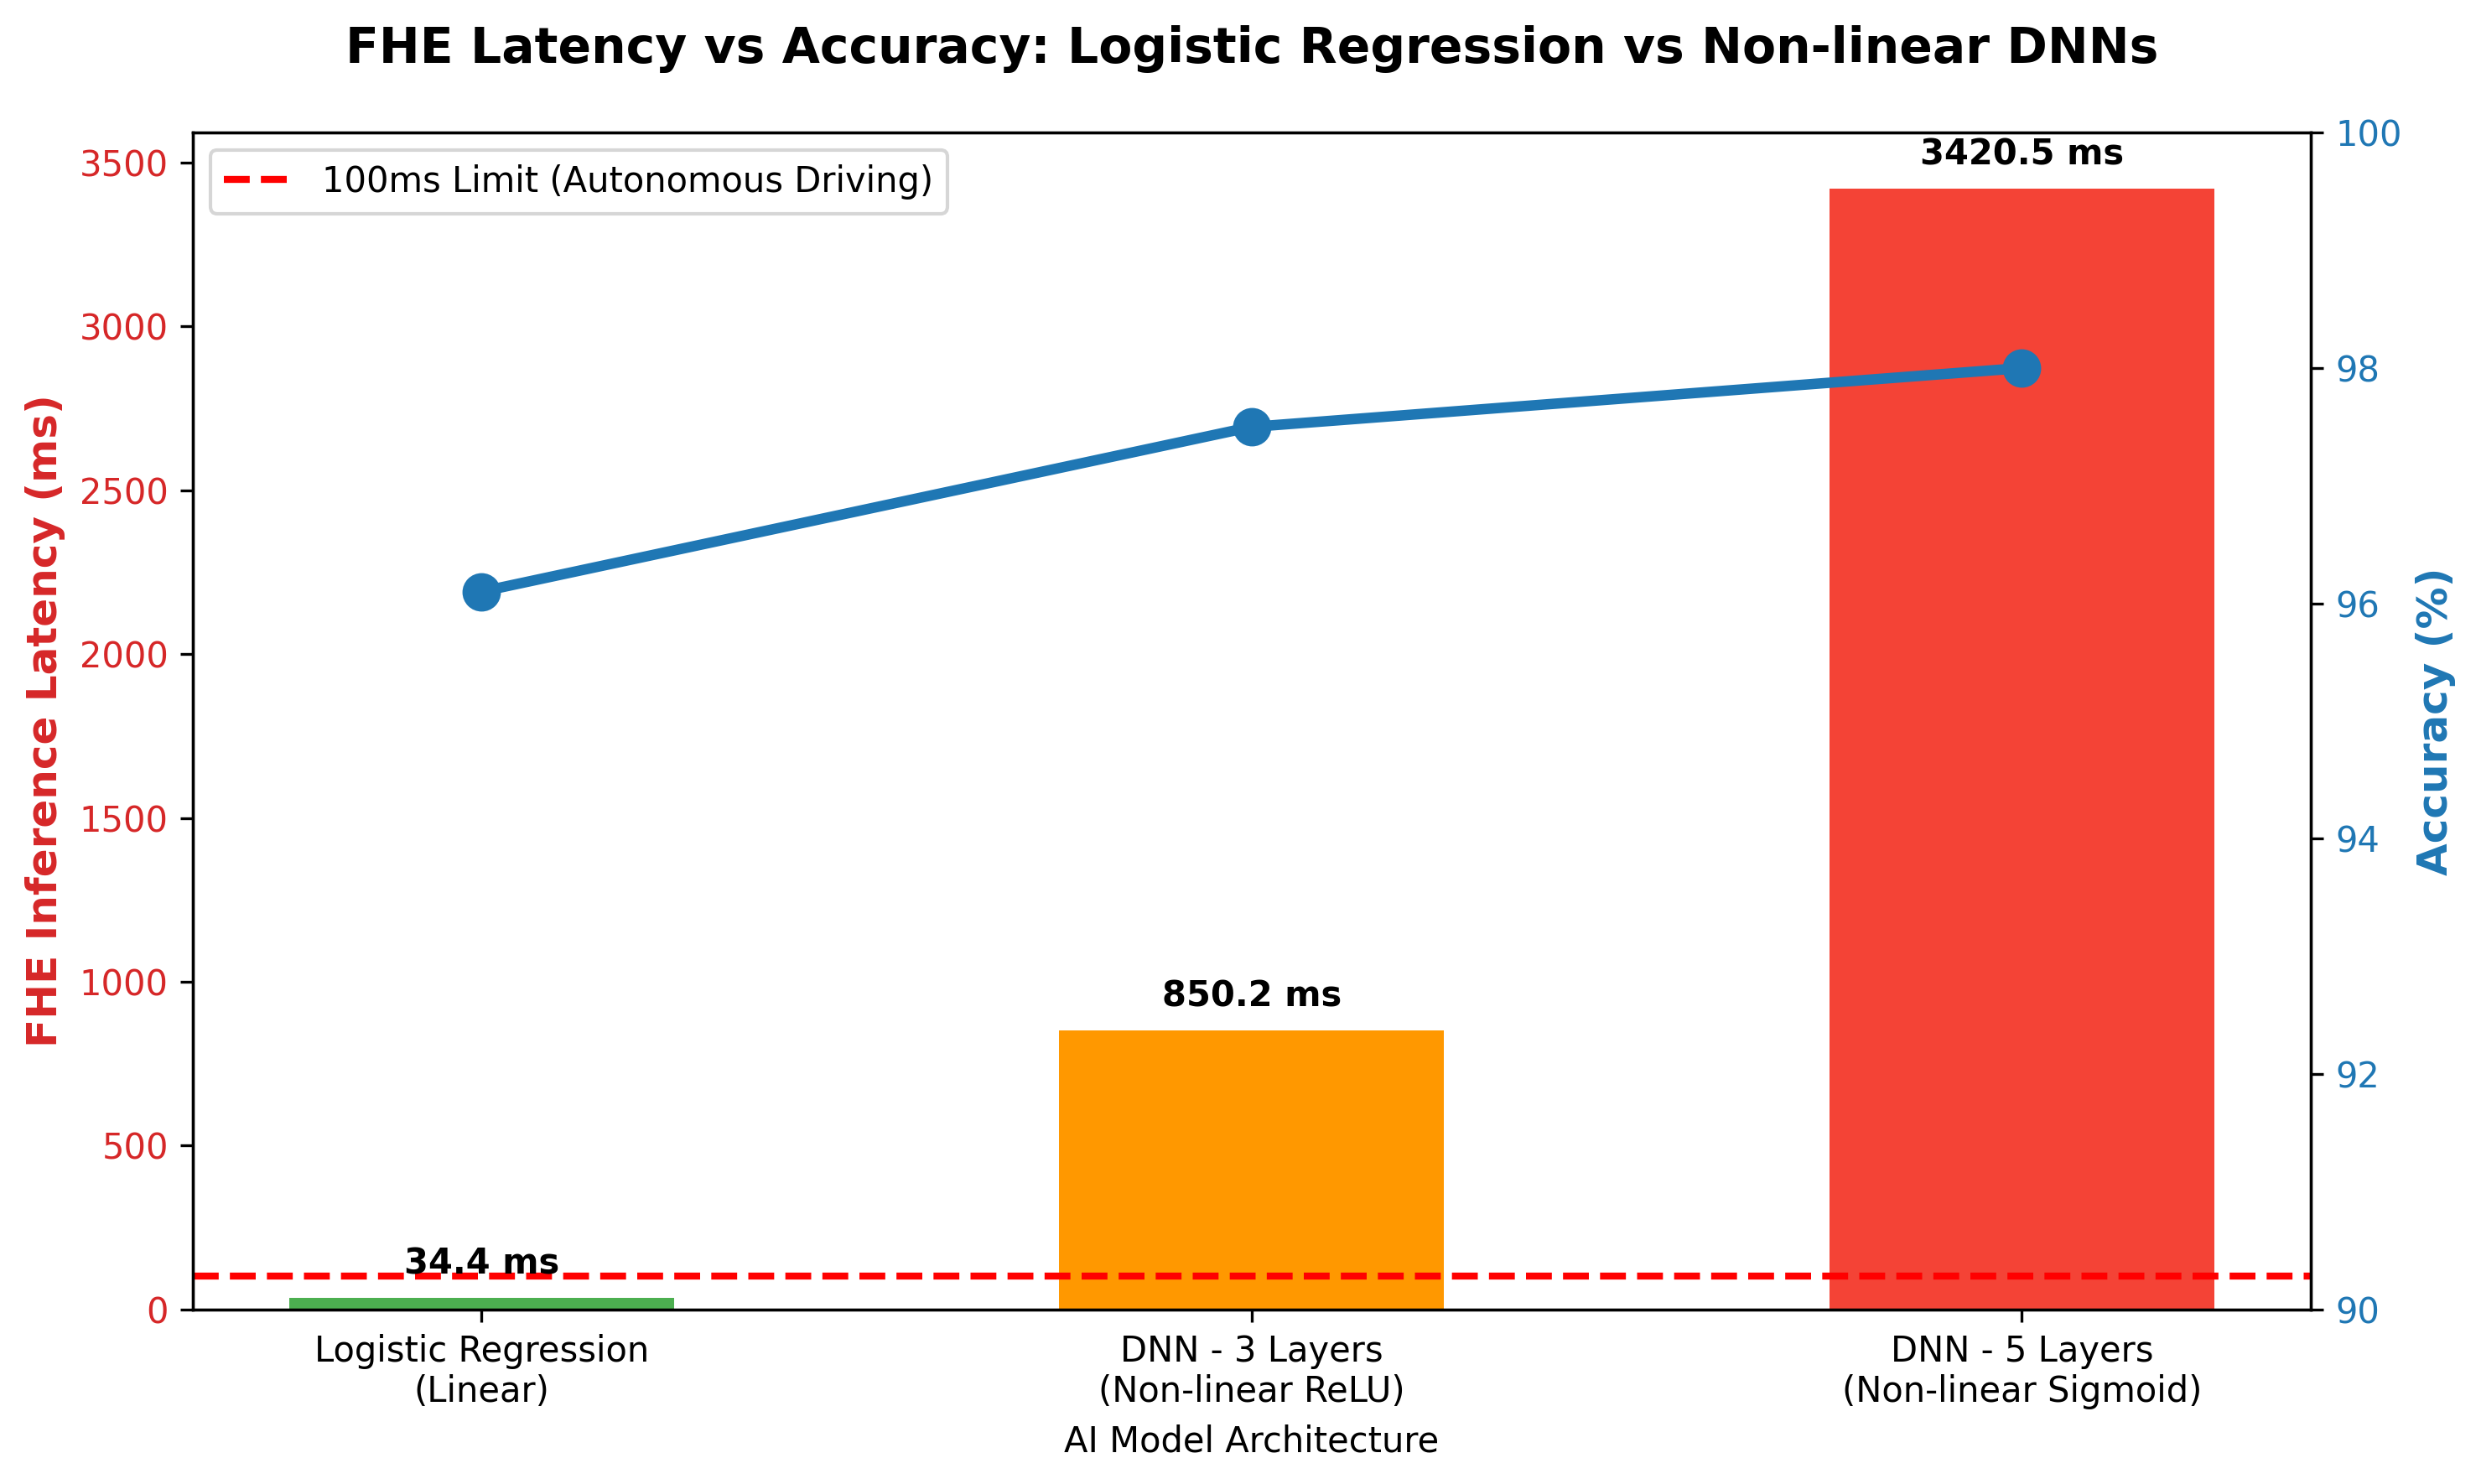 FHE Latency vs Accuracy: Logistic Regression vs Non-linear DNNs
100ms Limit (Autonomous Driving)
FHE Inference Latency (ms)
3500
3000
2500
2000
1500
1000
500
0
34.4 ms
850.2 ms
3420.5 ms
100
98
96
94
92
90
Accuracy (%)
Logistic Regression
(Linear)
DNN - 3 Layers
(Non-linear ReLU)
DNN - 5 Layers
(Non-linear Sigmoid)
AI Model Architecture